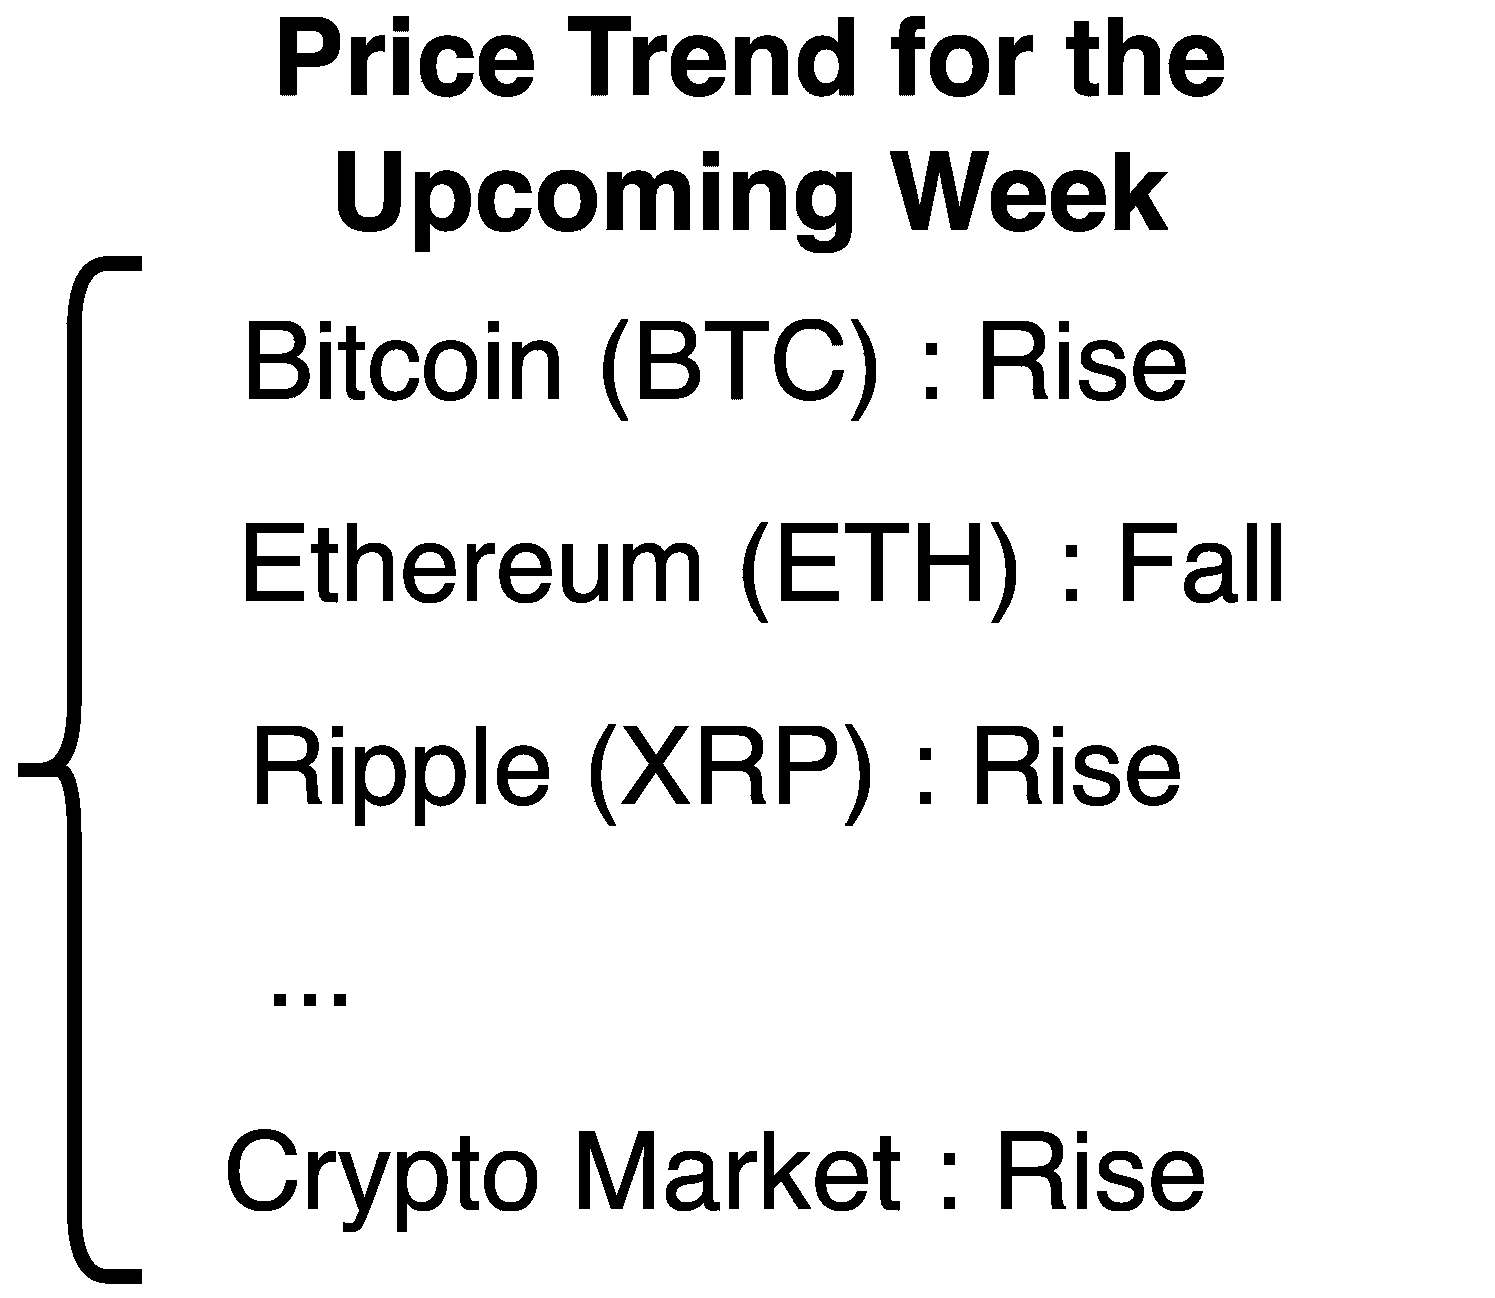 Price Trend for the
Upcoming Week
Bitcoin (BTC) : Rise
Ethereum (ETH) : Fall
Ripple (XRP) : Rise
...
Crypto Market : Rise